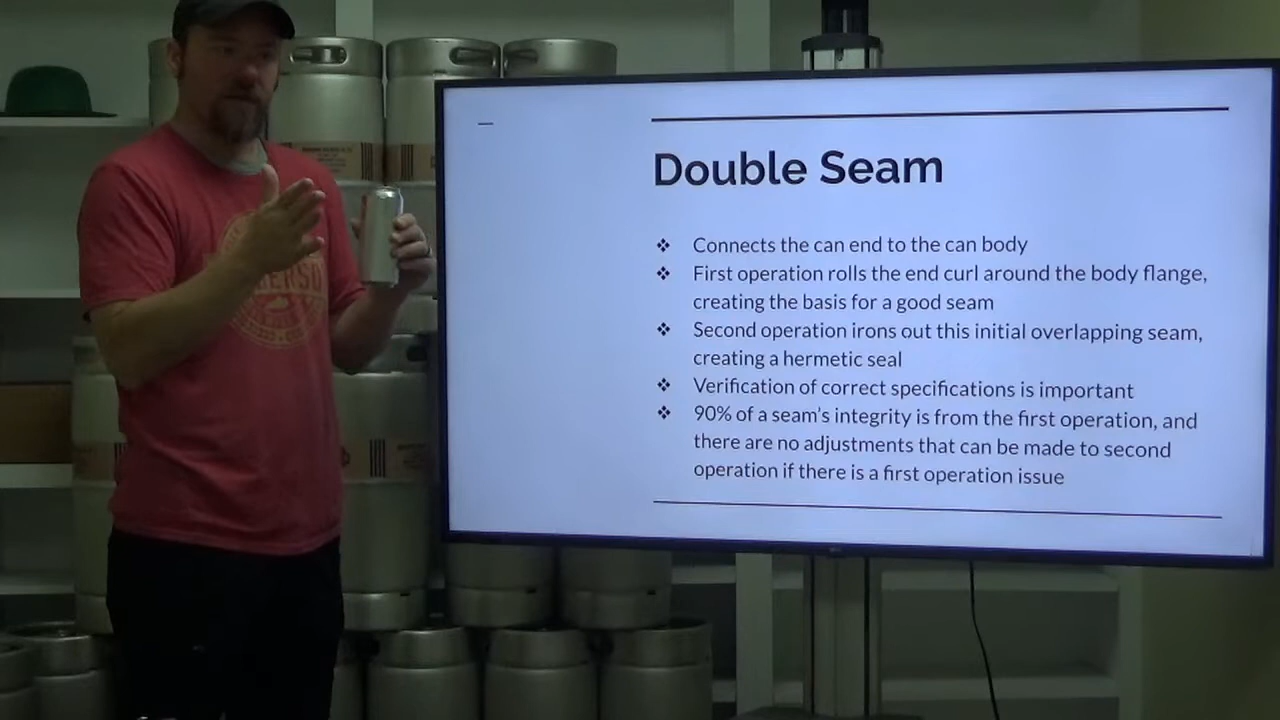 Double Seam
❖ Connects the can end to the can body
❖ First operation rolls the end curl around the body flange,
creating the basis for a good seam
❖ Second operation irons out this initial overlapping seam,
creating a hermetic seal
❖ Verification of correct specifications is important
❖ 90% of a seam's integrity is from the first operation, and
there are no adjustments that can be made to second
operation if there is a first operation issue